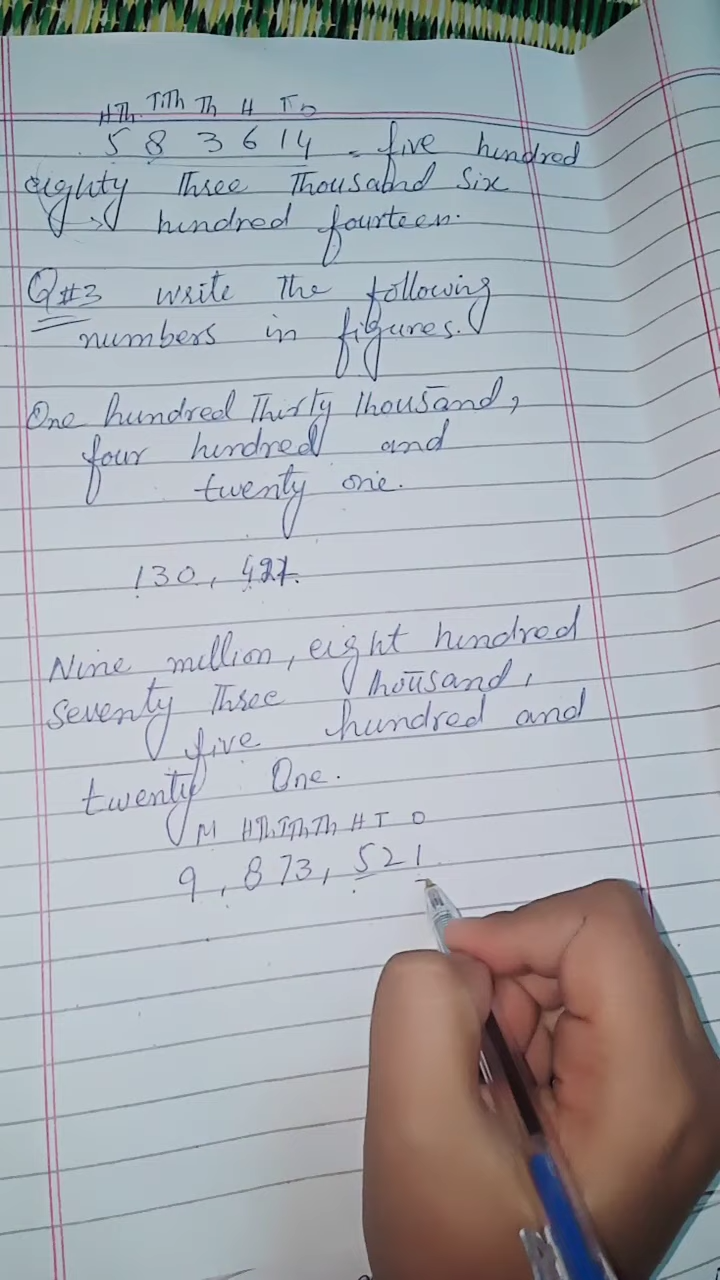 HTh TTh Th H T O
5 8 3 6 14 = five hundred
eighty Three Thousand six
hundred fourteen.
Q#3 write the following
numbers in figures.
One hundred Thirty thousand,
four hundred and
twenty one.
130, 421.
Nine million, eight hundred
seventy Three thousand,
five hundred and
twenty One.
M HTh TTh Th H T O
9, 873, 521